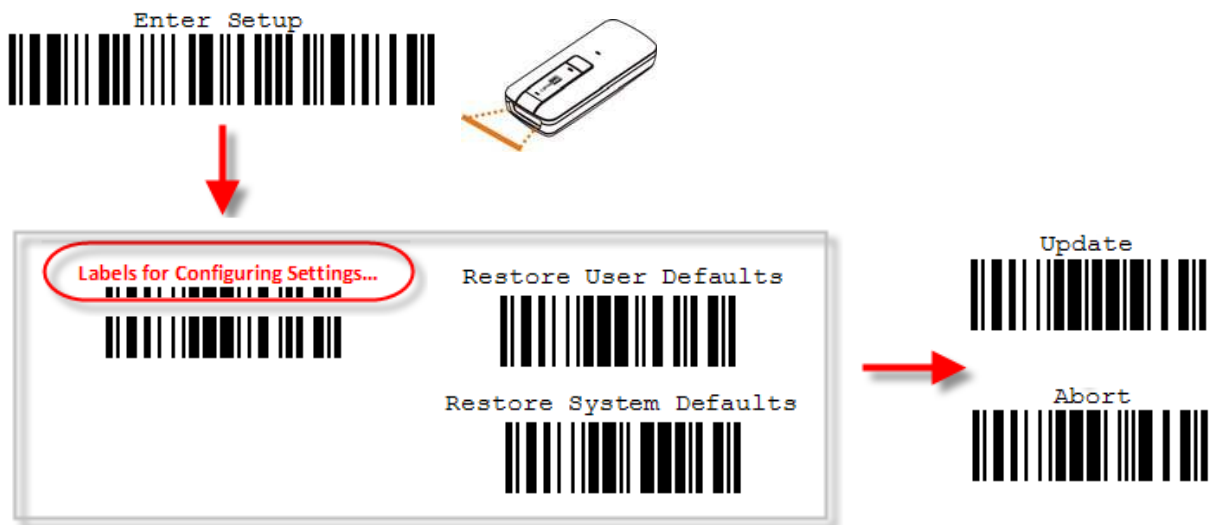 Enter Setup
Labels for Configuring Settings...
Restore User Defaults
Restore System Defaults
Update
Abort